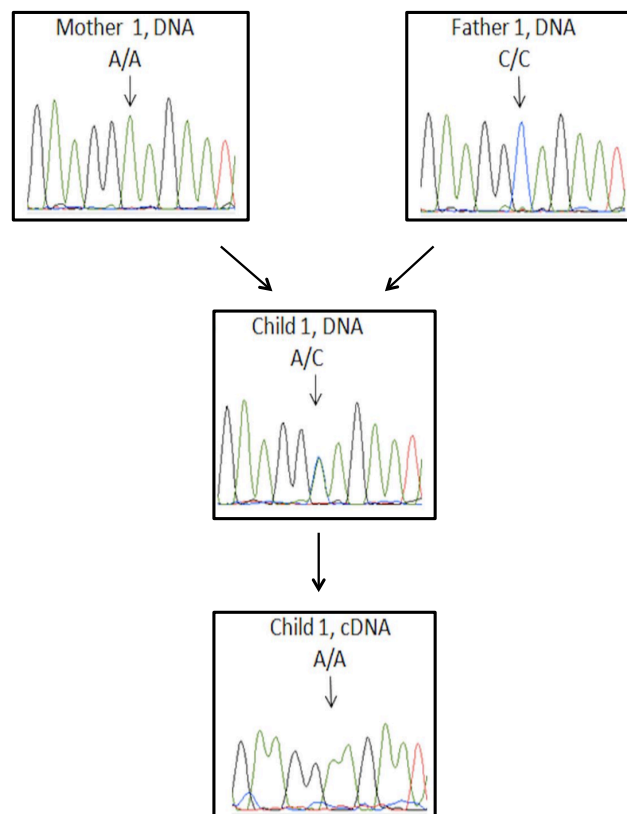 Mother 1, DNA
A/A
Father 1, DNA
C/C
Child 1, DNA
A/C
Child 1, cDNA
A/A